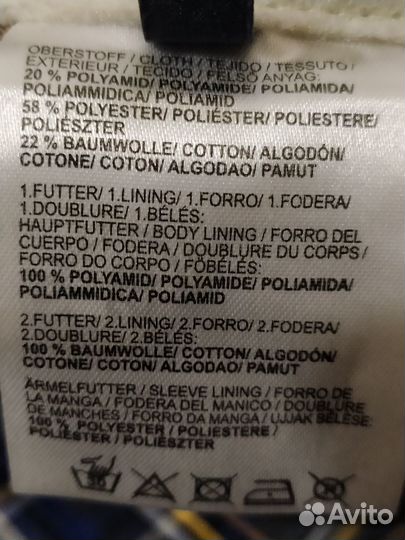 OBERSTOFF / CLOTH / TEJIDO / TESSUTO /
EXTERIEUR / TECIDO / FELSO ANYAG:
20 % POLYAMID/ POLYAMIDE/ POLIAMIDA/
POLIAMMIDICA/ POLIAMID
58 % POLYESTER/ POLIÉSTER/ POLIESTERE/
POLIÉSZTER
22 % BAUMWOLLE/ COTTON/ ALGODÓN/
COTONE/ COTON/ ALGODAO/ PAMUT
1.FUTTER/ 1.LINING/ 1.FORRO/ 1.FODERA/
1.DOUBLURE/ 1.BÉLÉS:
HAUPTFUTTER / BODY LINING / FORRO DEL
CUERPO / FODERA / DOUBLURE DU CORPS /
FORRO DO CORPO / FÖBÉLÉS:
100 % POLYAMID/ POLYAMIDE/ POLIAMIDA/
POLIAMMIDICA/ POLIAMID
2.FUTTER/ 2.LINING/ 2.FORRO/ 2.FODERA/
2.DOUBLURE/ 2.BÉLÉS:
100 % BAUMWOLLE/ COTTON/ ALGODÓN/
COTONE/ COTON/ ALGODAO/ PAMUT
ÄRMELFUTTER / SLEEVE LINING / FORRO DE
LA MANGA / FODERA DEL MANICO / DOUBLURE
DE MANCHES / FORRO DA MANGA / UJJAK BÉLÉSE:
100 % POLYESTER / POLIESTERE /
POLIÉSTER / POLIÉSZTER
30
Avito